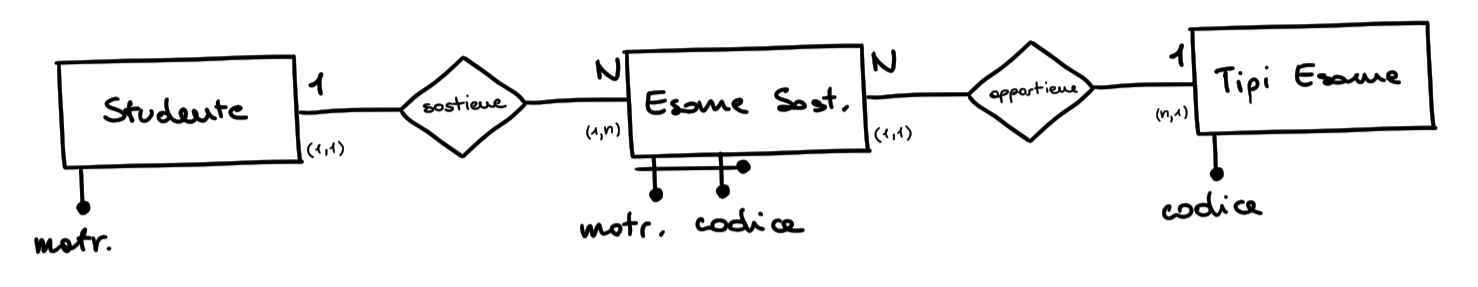 Studente
1
(1,1)
sostiene
N
(1,n)
Esame Sost.
N
(1,1)
appartiene
1
(n,1)
Tipi Esame
matr.
matr.
codice
codice